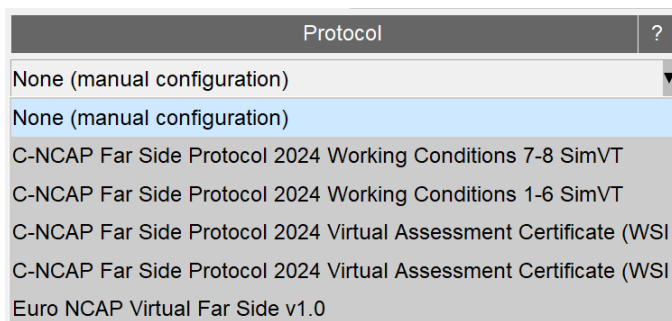 Protocol ?
None (manual configuration)
None (manual configuration)
C-NCAP Far Side Protocol 2024 Working Conditions 7-8 SimVT
C-NCAP Far Side Protocol 2024 Working Conditions 1-6 SimVT
C-NCAP Far Side Protocol 2024 Virtual Assessment Certificate (WSI
C-NCAP Far Side Protocol 2024 Virtual Assessment Certificate (WSI
Euro NCAP Virtual Far Side v1.0